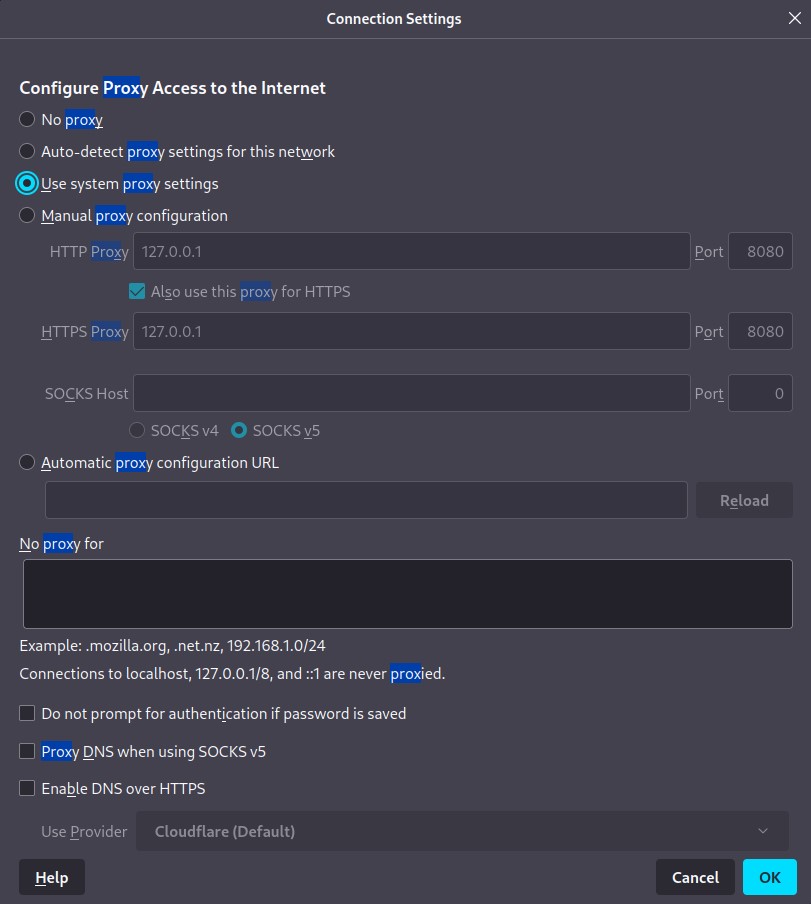 Connection Settings
Configure Proxy Access to the Internet
No proxy
Auto-detect proxy settings for this network
Use system proxy settings
Manual proxy configuration
HTTP Proxy 127.0.0.1 Port 8080
Also use this proxy for HTTPS
HTTPS Proxy 127.0.0.1 Port 8080
SOCKS Host Port 0
SOCKS v4 SOCKS v5
Automatic proxy configuration URL
Reload
No proxy for
Example: .mozilla.org, .net.nz, 192.168.1.0/24
Connections to localhost, 127.0.0.1/8, and ::1 are never proxied.
Do not prompt for authentication if password is saved
Proxy DNS when using SOCKS v5
Enable DNS over HTTPS
Use Provider Cloudflare (Default)
Help Cancel OK